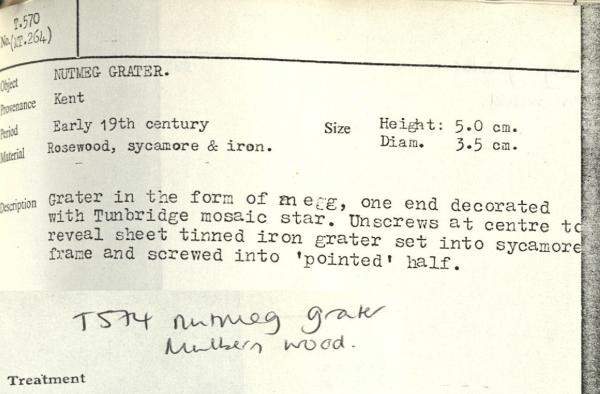 T.570
No. (NT.264)
Object NUTMEG GRATER.
Provenance Kent
Period Early 19th century Size Height: 5.0 cm.
Material Rosewood, sycamore & iron. Diam. 3.5 cm.
Description Grater in the form of an egg, one end decorated
with Tunbridge mosaic star. Unscrews at centre to
reveal sheet tinned iron grater set into sycamore
frame and screwed into 'pointed' half.
T574 nutmeg grater
Mulbery wood.
Treatment